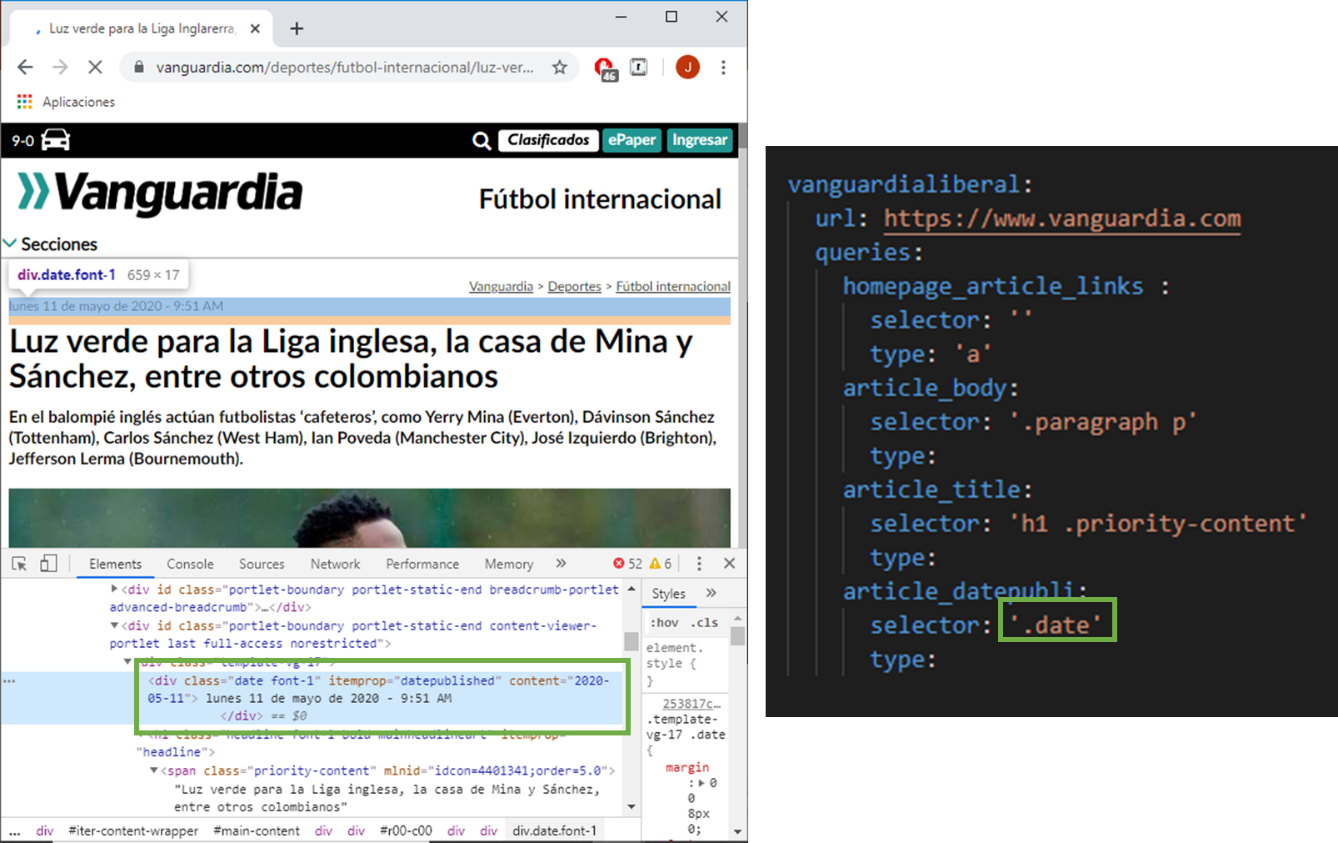 Luz verde para la Liga Inglarerra,
vanguardia.com/deportes/futbol-internacional/luz-ver...
46
J
Aplicaciones
9-0
Clasificados
ePaper
Ingresar
Vanguardia
Fútbol internacional
Secciones
div.date.font-1 659 × 17
Vanguardia > Deportes > Fútbol internacional
lunes 11 de mayo de 2020 - 9:51 AM
Luz verde para la Liga inglesa, la casa de Mina y
Sánchez, entre otros colombianos
En el balompié inglés actúan futbolistas ‘cafeteros’, como Yerry Mina (Everton), Dávinson Sánchez
(Tottenham), Carlos Sánchez (West Ham), Ian Poveda (Manchester City), José Izquierdo (Brighton),
Jefferson Lerma (Bournemouth).
Elements Console Sources Network Performance Memory » 52 6
<div id class="portlet-boundary portlet-static-end breadcrumb-portlet
advanced-breadcrumb">…</div>
<div id class="portlet-boundary portlet-static-end content-viewer-
portlet last full-access norestricted">
<div class="template-vg-17">
<div class="date font-1" itemprop="datepublished" content="2020-
05-11"> lunes 11 de mayo de 2020 - 9:51 AM
</div> == $0
<h1 class="headline font-1 bold mainheadlineart" itemprop=
"headline">
<span class="priority-content" mlnid="idcon=4401341;order=5.0">
"Luz verde para la Liga inglesa, la casa de Mina y Sánchez,
entre otros colombianos"
... div #iter-content-wrapper #main-content div div #r00-c00 div div div.date.font-1
Styles »
:hov .cls
element.
style {
}
253817c…
.template-
vg-17 .date
{
margin
: 0
0
8px
0;
vanguardialiberal:
url: https://www.vanguardia.com
queries:
homepage_article_links :
selector: ''
type: 'a'
article_body:
selector: '.paragraph p'
type:
article_title:
selector: 'h1 .priority-content'
type:
article_datepubli:
selector: '.date'
type: